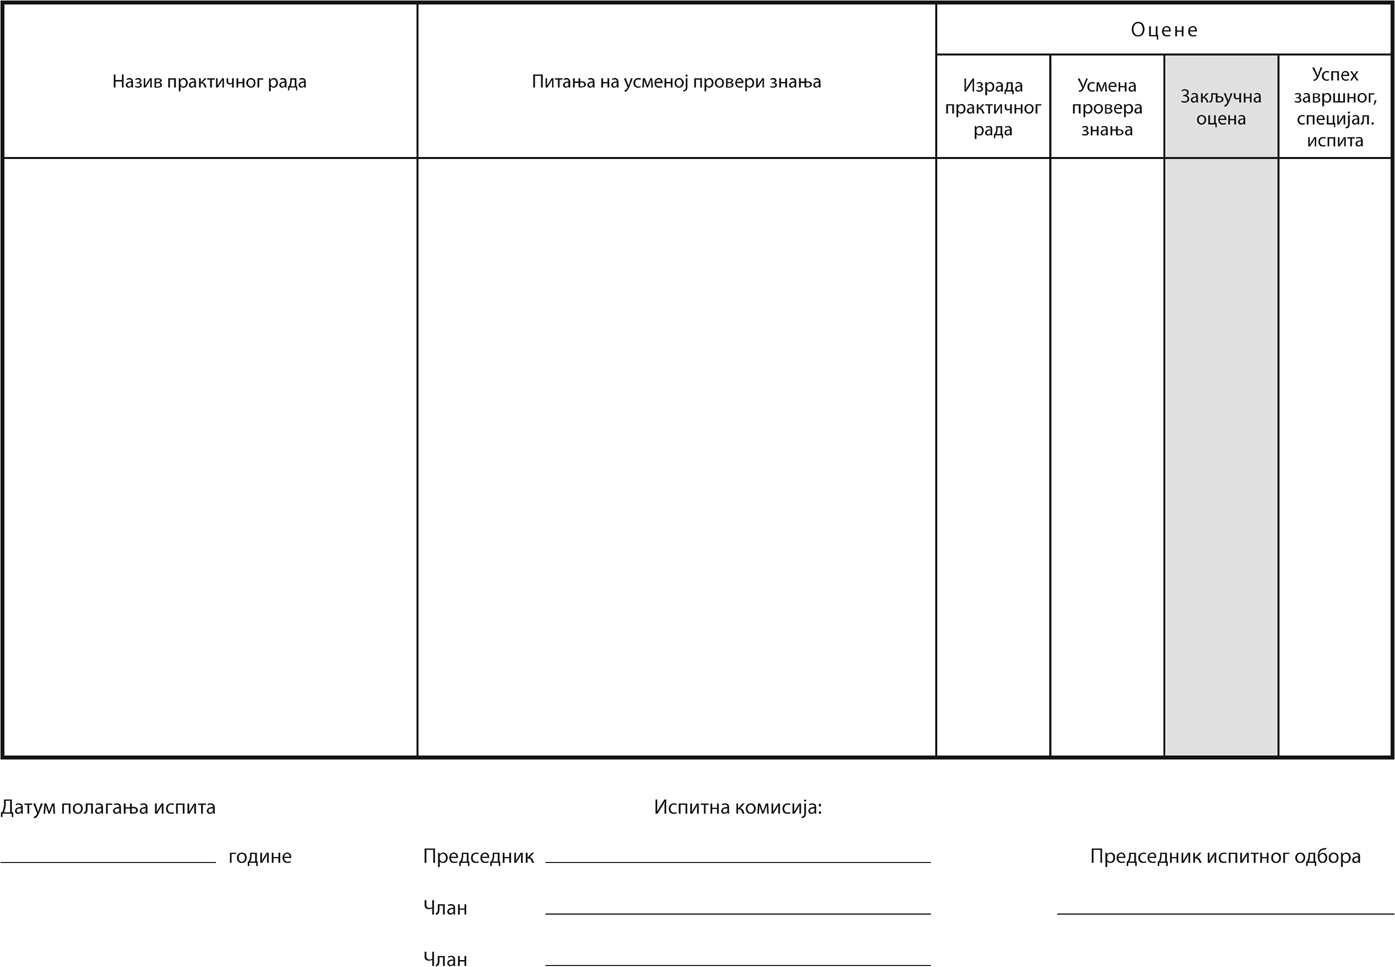 Назив практичног рада
Питања на усменој провери знања
Оцене
Израда
практичног
рада
Усмена
провера
знања
Закључна
оцена
Успех
завршног,
специјал.
испита
Датум полагања испита
Испитна комисија:
године
Председник
Председник испитног одбора
Члан
Члан